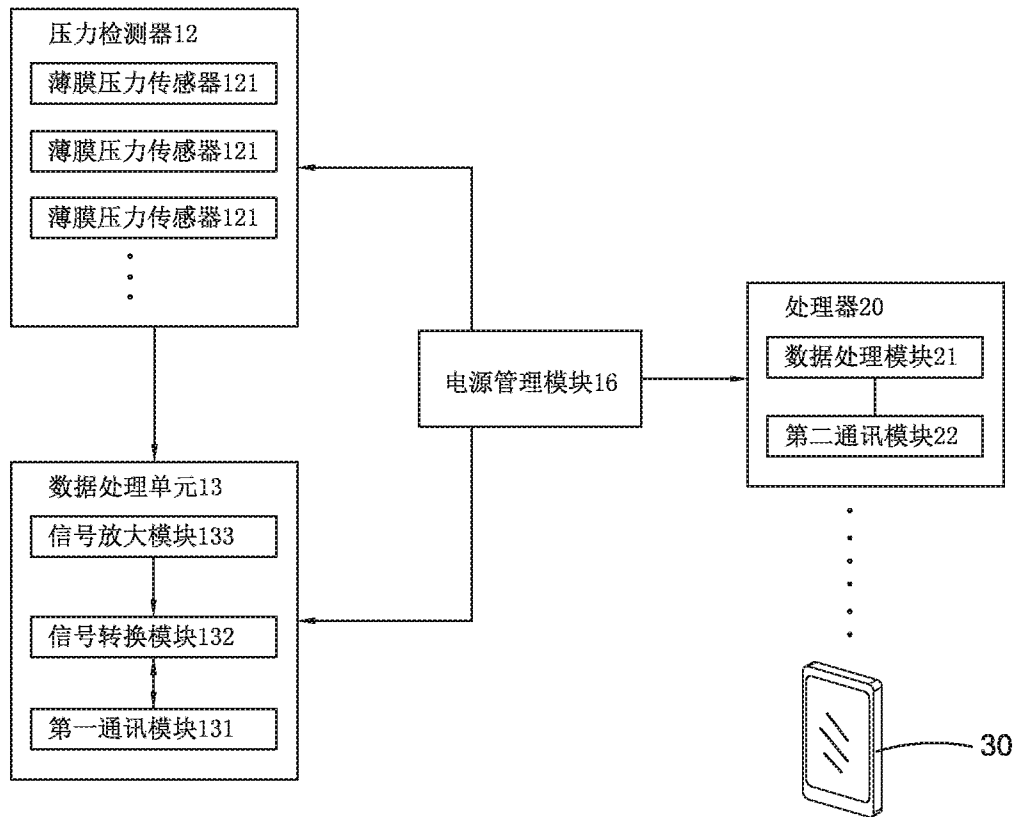 压力检测器12
薄膜压力传感器121
薄膜压力传感器121
薄膜压力传感器121
数据处理单元13
信号放大模块133
信号转换模块132
第一通讯模块131
电源管理模块16
处理器20
数据处理模块21
第二通讯模块22
30